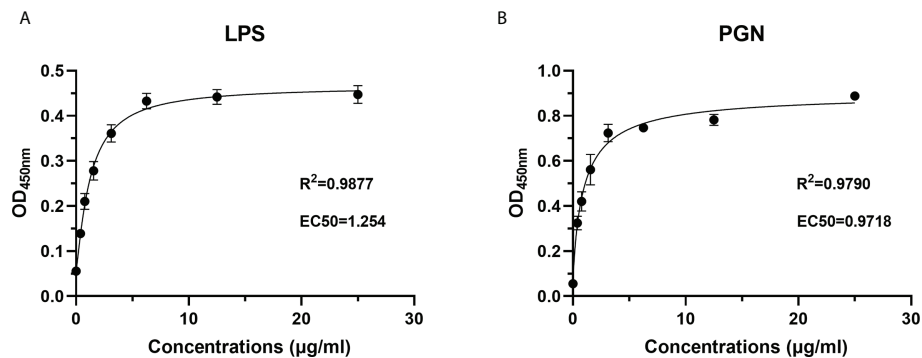 A
LPS
0.5
0.4
0.3
0.2
0.1
0.0
OD450nm
R2=0.9877
EC50=1.254
0
10
20
30
Concentrations (μg/ml)
B
PGN
1.0
0.8
0.6
0.4
0.2
0.0
OD450nm
R2=0.9790
EC50=0.9718
0
10
20
30
Concentrations (μg/ml)